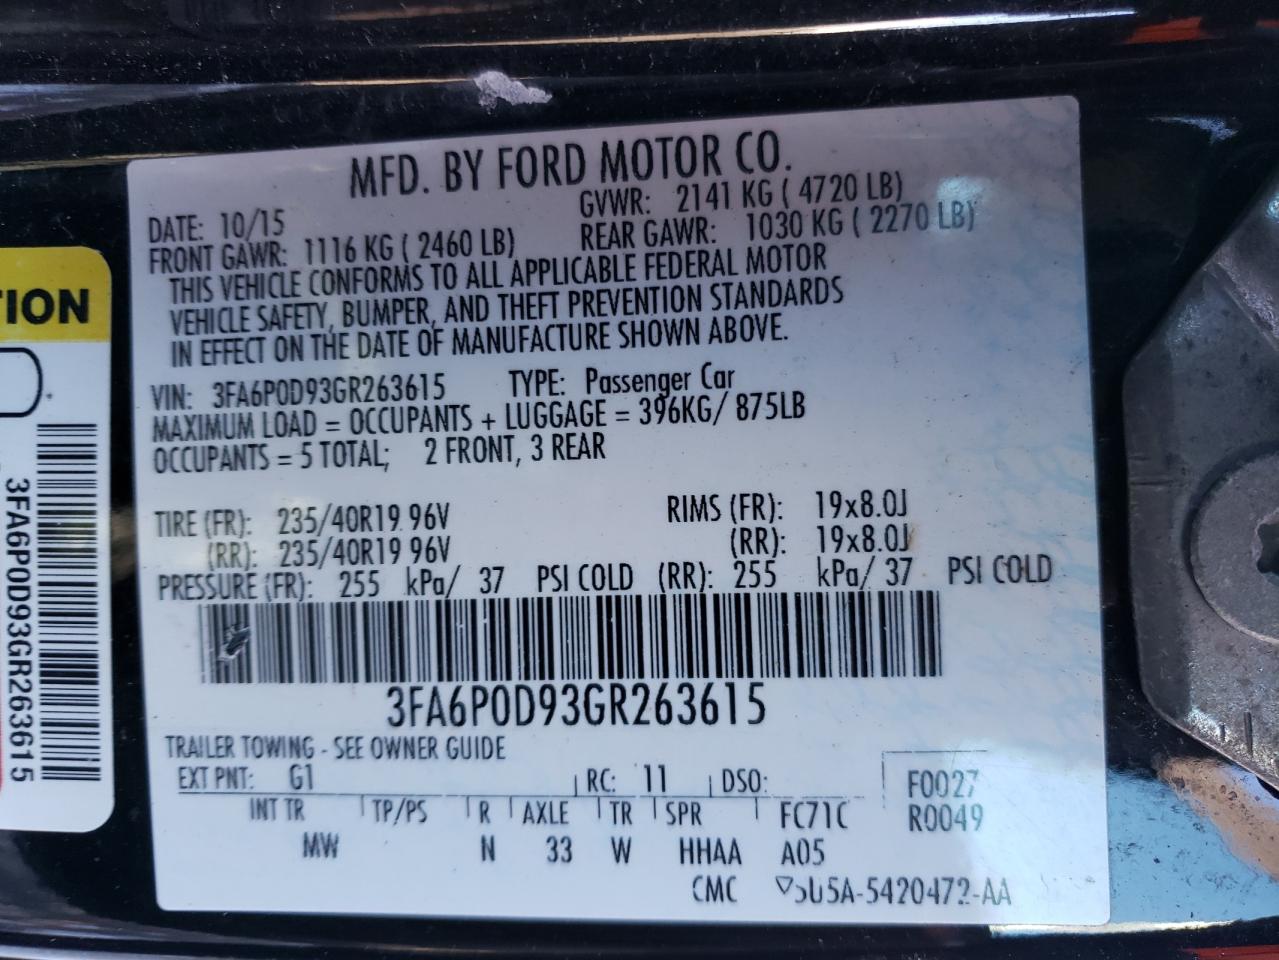 MFD. BY FORD MOTOR CO.
DATE: 10/15 GVWR: 2141 KG ( 4720 LB)
FRONT GAWR: 1116 KG ( 2460 LB) REAR GAWR: 1030 KG ( 2270 LB)
THIS VEHICLE CONFORMS TO ALL APPLICABLE FEDERAL MOTOR
VEHICLE SAFETY, BUMPER, AND THEFT PREVENTION STANDARDS
IN EFFECT ON THE DATE OF MANUFACTURE SHOWN ABOVE.
VIN: 3FA6P0D93GR263615 TYPE: Passenger Car
MAXIMUM LOAD = OCCUPANTS + LUGGAGE = 396KG/ 875LB
OCCUPANTS = 5 TOTAL; 2 FRONT, 3 REAR
TIRE (FR): 235/40R19 96V RIMS (FR): 19x8.0J
(RR): 235/40R19 96V (RR): 19x8.0J
PRESSURE (FR): 255 kPa/ 37 PSI COLD (RR): 255 kPa/ 37 PSI COLD
3FA6P0D93GR263615
TRAILER TOWING - SEE OWNER GUIDE
EXT PNT: G1 RC: 11 DSO: F0027
INT TR TP/PS R AXLE TR SPR FC71C R0049
MW N 33 W HHAA A05
CMC 5U5A-5420472-AA
TION
3FA6P0D93GR263615